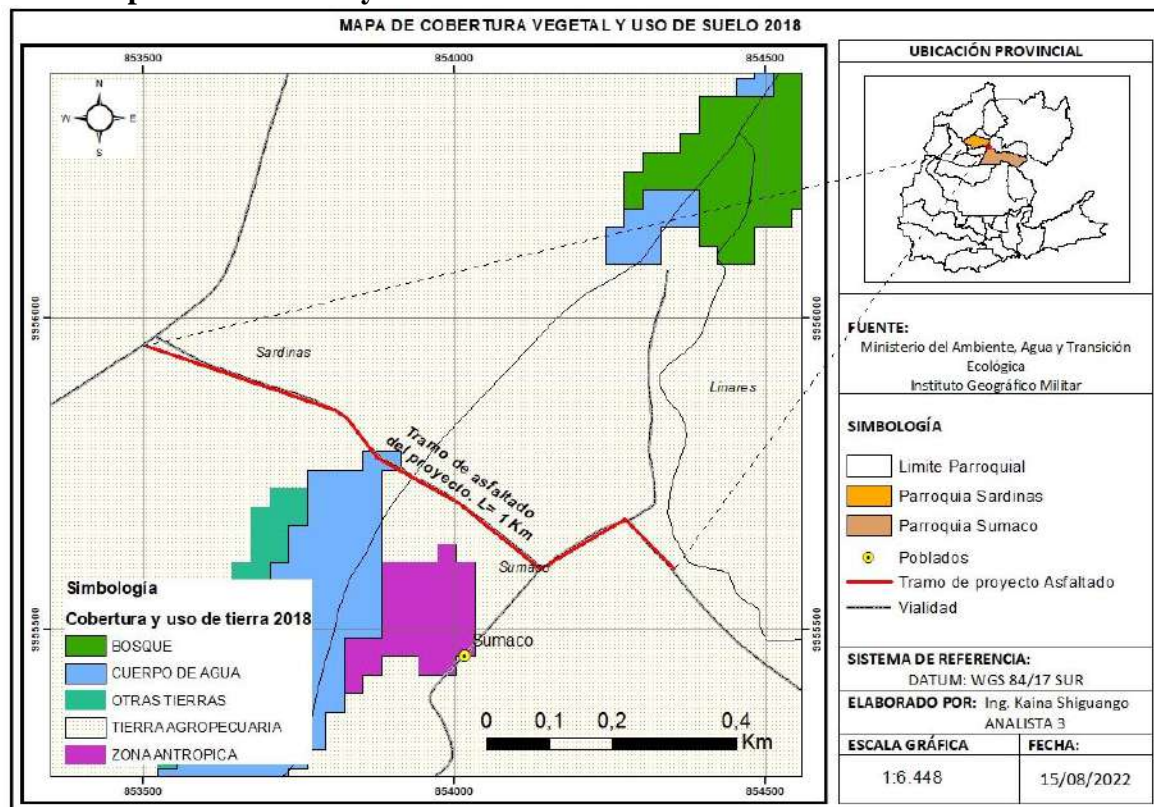 MAPA DE COBERTURA VEGETAL Y USO DE SUELO 2018
853500
854000
854500
N
W
E
S
Sardinas
Linares
Tramo de asfaltado
del proyecto. L= 1 Km
Sumaco
Sumaco
9956000
9956000
9955500
9955500
Simbología
Cobertura y uso de tierra 2018
BOSQUE
CUERPO DE AGUA
OTRAS TIERRAS
TIERRA AGROPECUARIA
ZONA ANTROPICA
0 0,1 0,2 0,4
Km
853500
854000
854500
UBICACIÓN PROVINCIAL
FUENTE:
Ministerio del Ambiente, Agua y Transición
Ecológica
Instituto Geográfico Militar
SIMBOLOGÍA
Limite Parroquial
Parroquia Sardinas
Parroquia Sumaco
Poblados
Tramo de proyecto Asfaltado
Vialidad
SISTEMA DE REFERENCIA:
DATUM: WGS 84/17 SUR
ELABORADO POR: Ing. Kaina Shiguango
ANALISTA 3
ESCALA GRÁFICA
FECHA:
1:6.448
15/08/2022